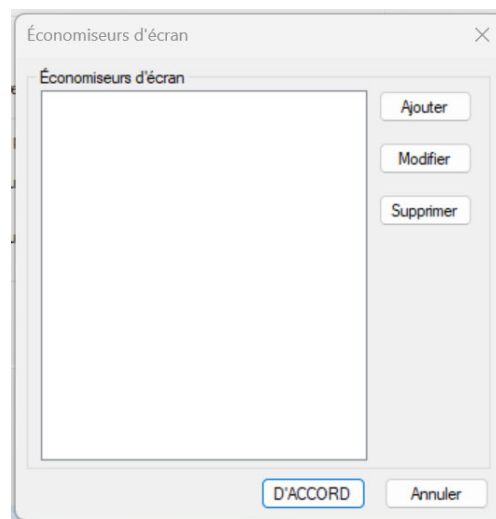 Économiseurs d'écran
Économiseurs d'écran
Ajouter
Modifier
Supprimer
D'ACCORD
Annuler